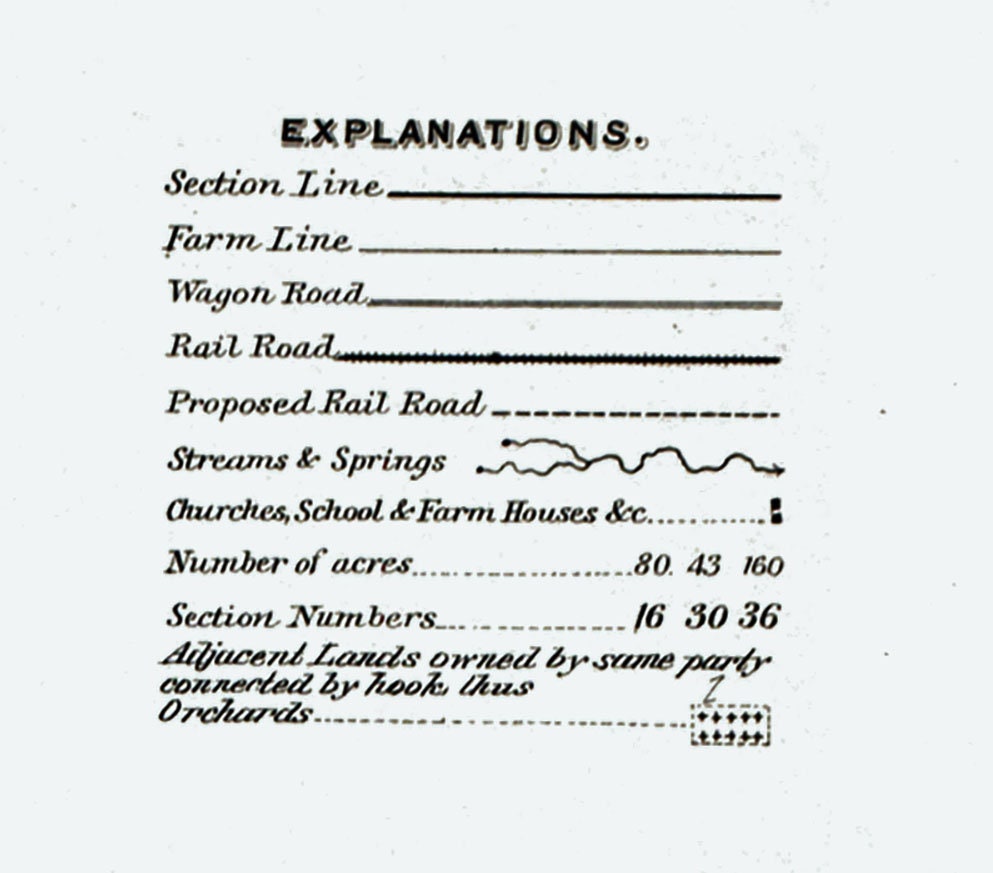 EXPLANATIONS.
Section Line
Farm Line
Wagon Road
Rail Road
Proposed Rail Road
Streams & Springs
Churches, School & Farm Houses &c.
Number of acres 80. 43 160
Section Numbers 16 30 36
Adjacent Lands owned by same party
connected by hook, thus
Orchards